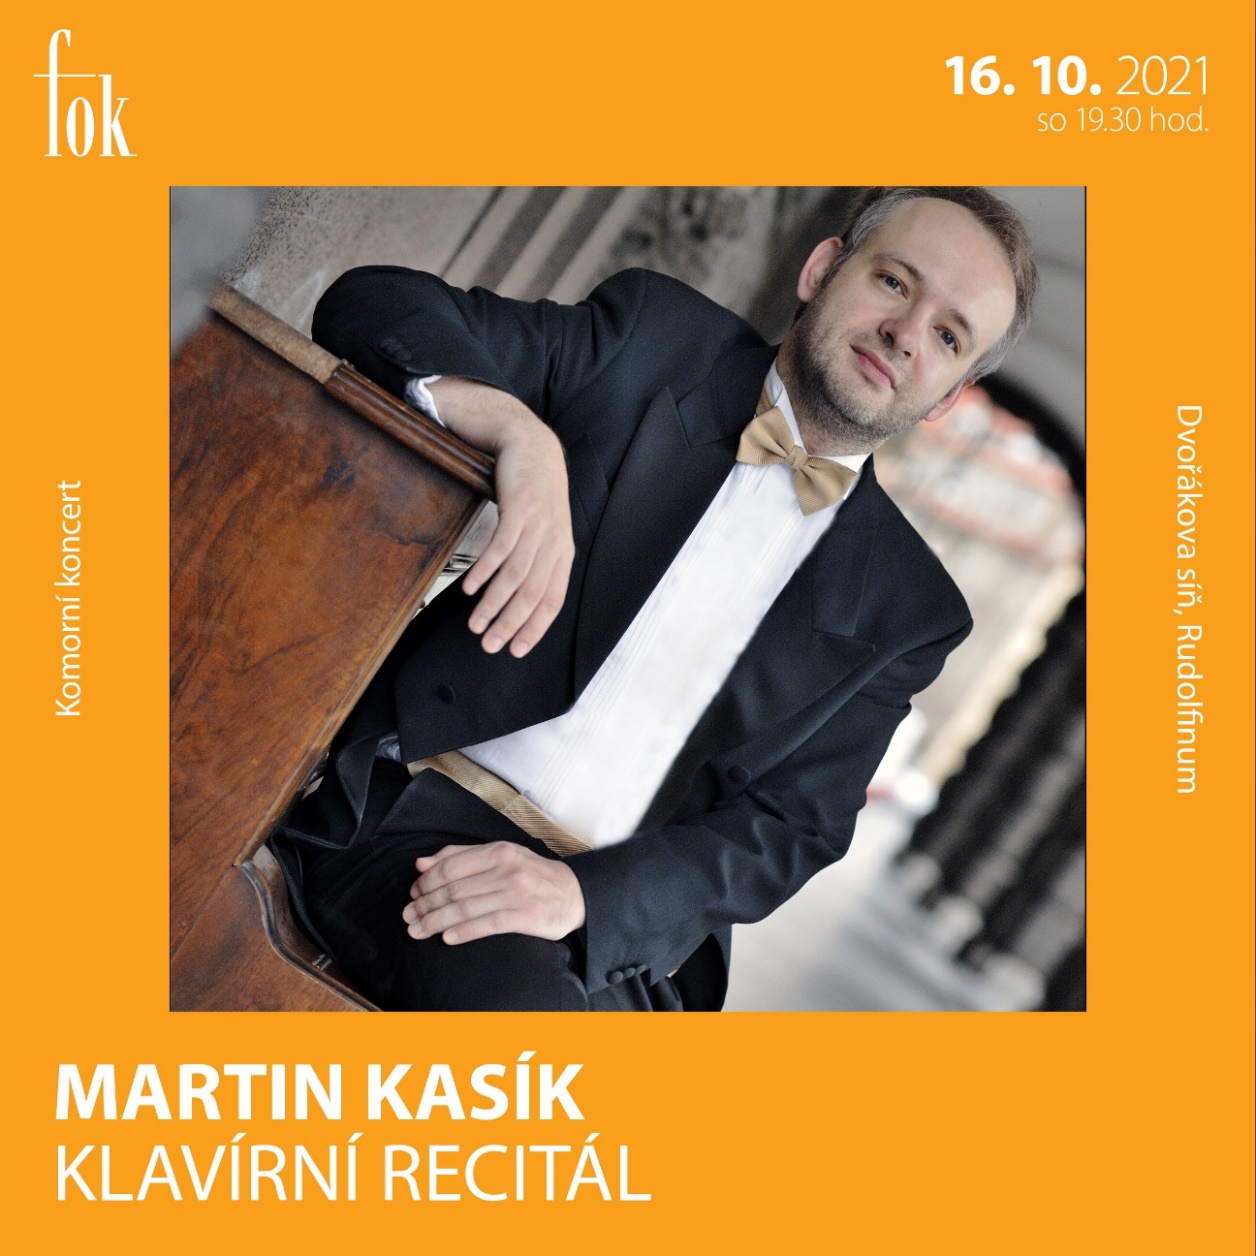 fok
16. 10. 2021
so 19.30 hod.
Komorní koncert
Dvořákova síň, Rudolfinum
MARTIN KASÍK
KLAVÍRNÍ RECITÁL